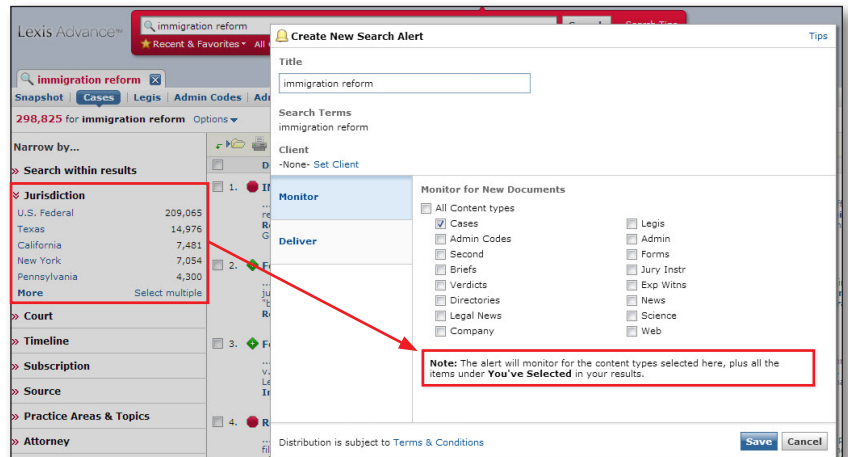 Lexis Advance™
immigration reform
Recent & Favorites
All
immigration reform
Snapshot | Cases | Legis | Admin Codes |
298,825 for immigration reform Options
Narrow by...
» Search within results
Jurisdiction
U.S. Federal 209,065
Texas 14,976
California 7,481
New York 7,054
Pennsylvania 4,300
More Select multiple
» Court
» Timeline
» Subscription
» Source
» Practice Areas & Topics
» Attorney
1.
2.
3.
4.
Create New Search Alert
Tips
Title
immigration reform
Search Terms
immigration reform
Client
-None- Set Client
Monitor
Deliver
Monitor for New Documents
All Content types
Cases Legis
Admin Codes Admin
Second Forms
Briefs Jury Instr
Verdicts Exp Witns
Directories News
Legal News Science
Company Web
Note: The alert will monitor for the content types selected here, plus all the
items under You've Selected in your results.
Distribution is subject to Terms & Conditions
Save Cancel